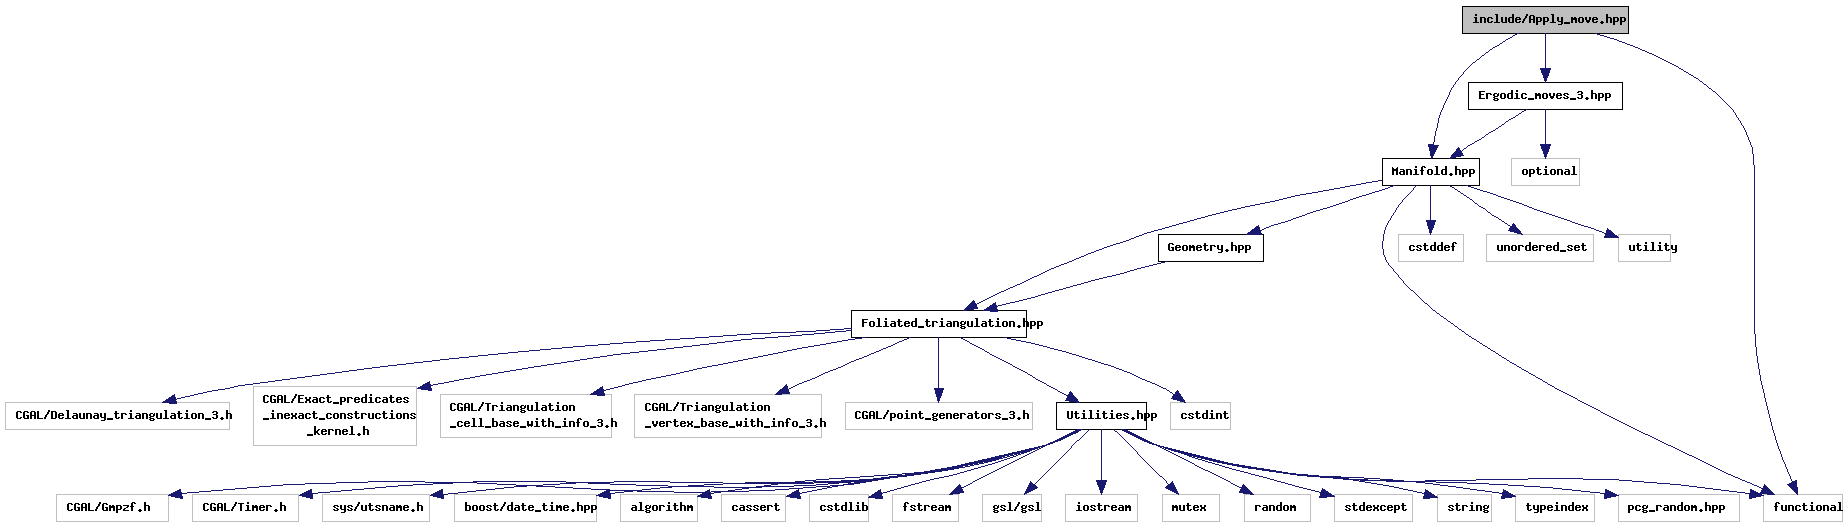 include/Apply_move.hpp
Ergodic_moves_3.hpp
Manifold.hpp
optional
Geometry.hpp
cstddef
unordered_set
utility
Foliated_triangulation.hpp
CGAL/Delaunay_triangulation_3.h
CGAL/Exact_predicates
_inexact_constructions
_kernel.h
CGAL/Triangulation
_cell_base_with_info_3.h
CGAL/Triangulation
_vertex_base_with_info_3.h
CGAL/point_generators_3.h
Utilities.hpp
cstdint
CGAL/Gmpzf.h
CGAL/Timer.h
sys/utsname.h
boost/date_time.hpp
algorithm
cassert
cstdlib
fstream
gsl/gsl
iostream
mutex
random
stdexcept
string
typeindex
pcg_random.hpp
functional